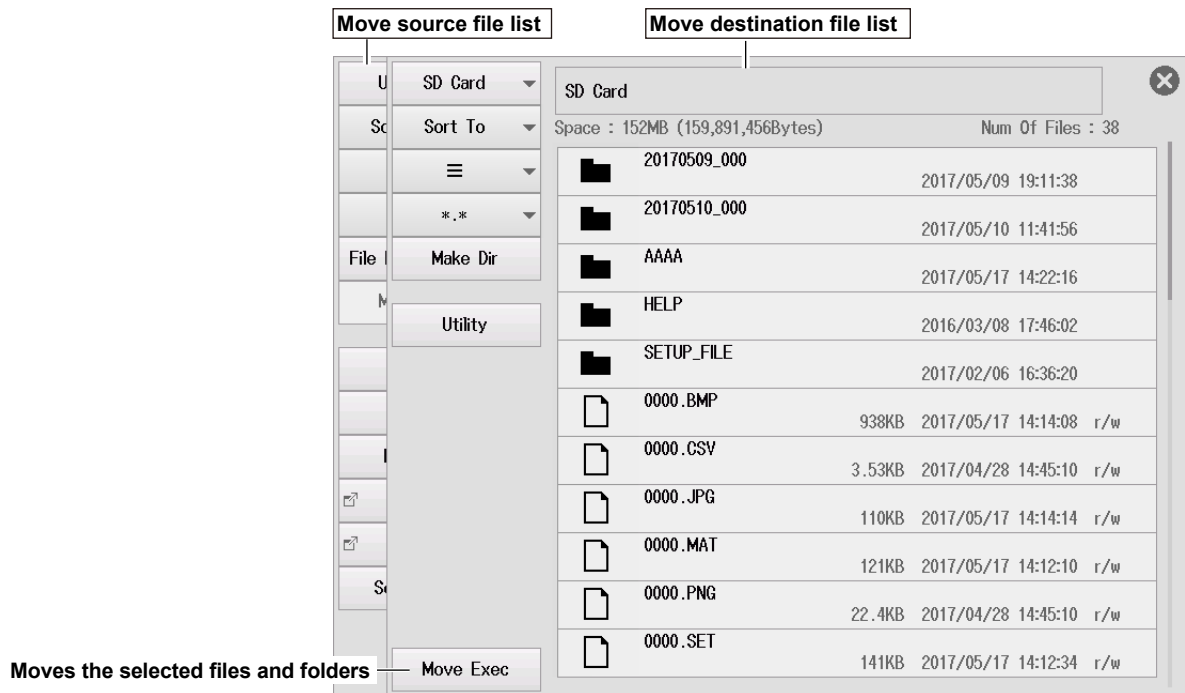 Move source file list
Move destination file list
U
SD Card
SD Card
Sc
Sort To
Space : 152MB (159,891,456Bytes)
Num Of Files : 38
20170509_000
2017/05/09 19:11:38
*.*
20170510_000
2017/05/10 11:41:56
File
Make Dir
AAAA
2017/05/17 14:22:16
M
Utility
HELP
2016/03/08 17:46:02
SETUP_FILE
2017/02/06 16:36:20
0000.BMP
938KB 2017/05/17 14:14:08 r/w
0000.CSV
3.53KB 2017/04/28 14:45:10 r/w
0000.JPG
110KB 2017/05/17 14:14:14 r/w
0000.MAT
121KB 2017/05/17 14:12:10 r/w
Se
0000.PNG
22.4KB 2017/04/28 14:45:10 r/w
0000.SET
141KB 2017/05/17 14:12:34 r/w
Moves the selected files and folders
Move Exec